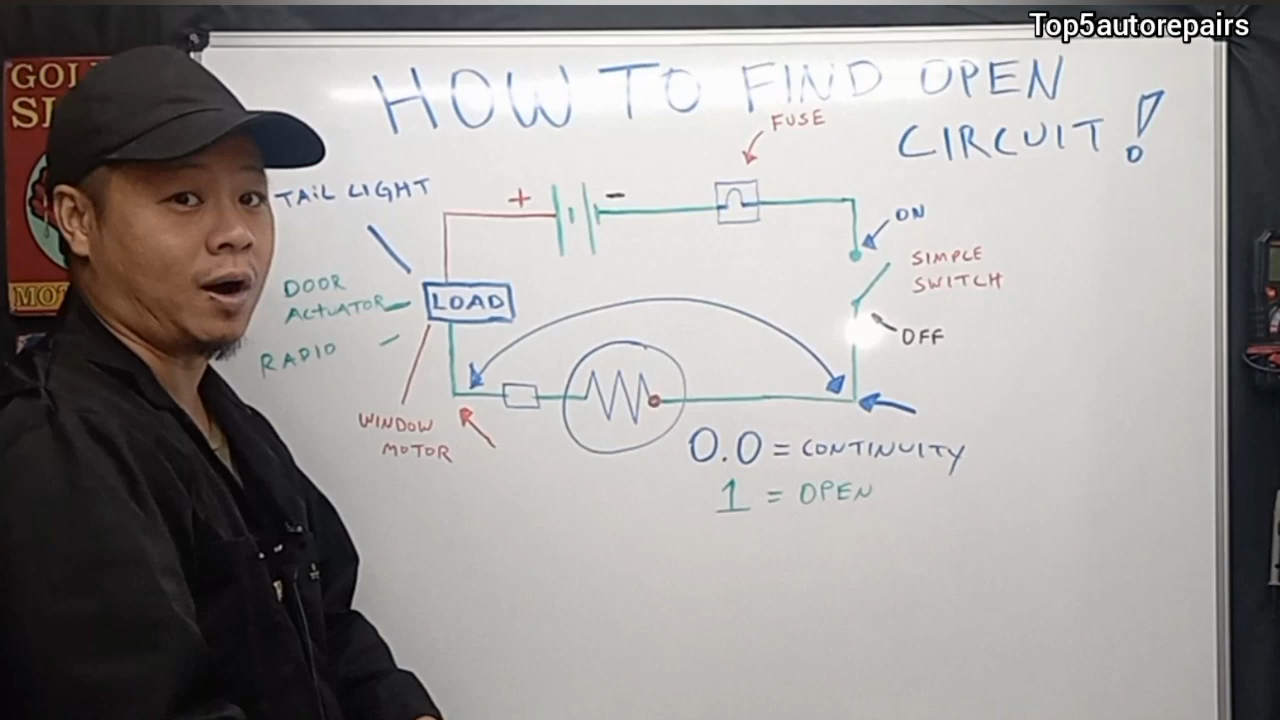 Top5autorepairs
HOW TO FIND OPEN
CIRCUIT!
FUSE
TAIL LIGHT
+
-
ON
SIMPLE
SWITCH
OFF
DOOR
ACTUATOR
LOAD
RADIO
WINDOW
MOTOR
0.0 = CONTINUITY
1 = OPEN